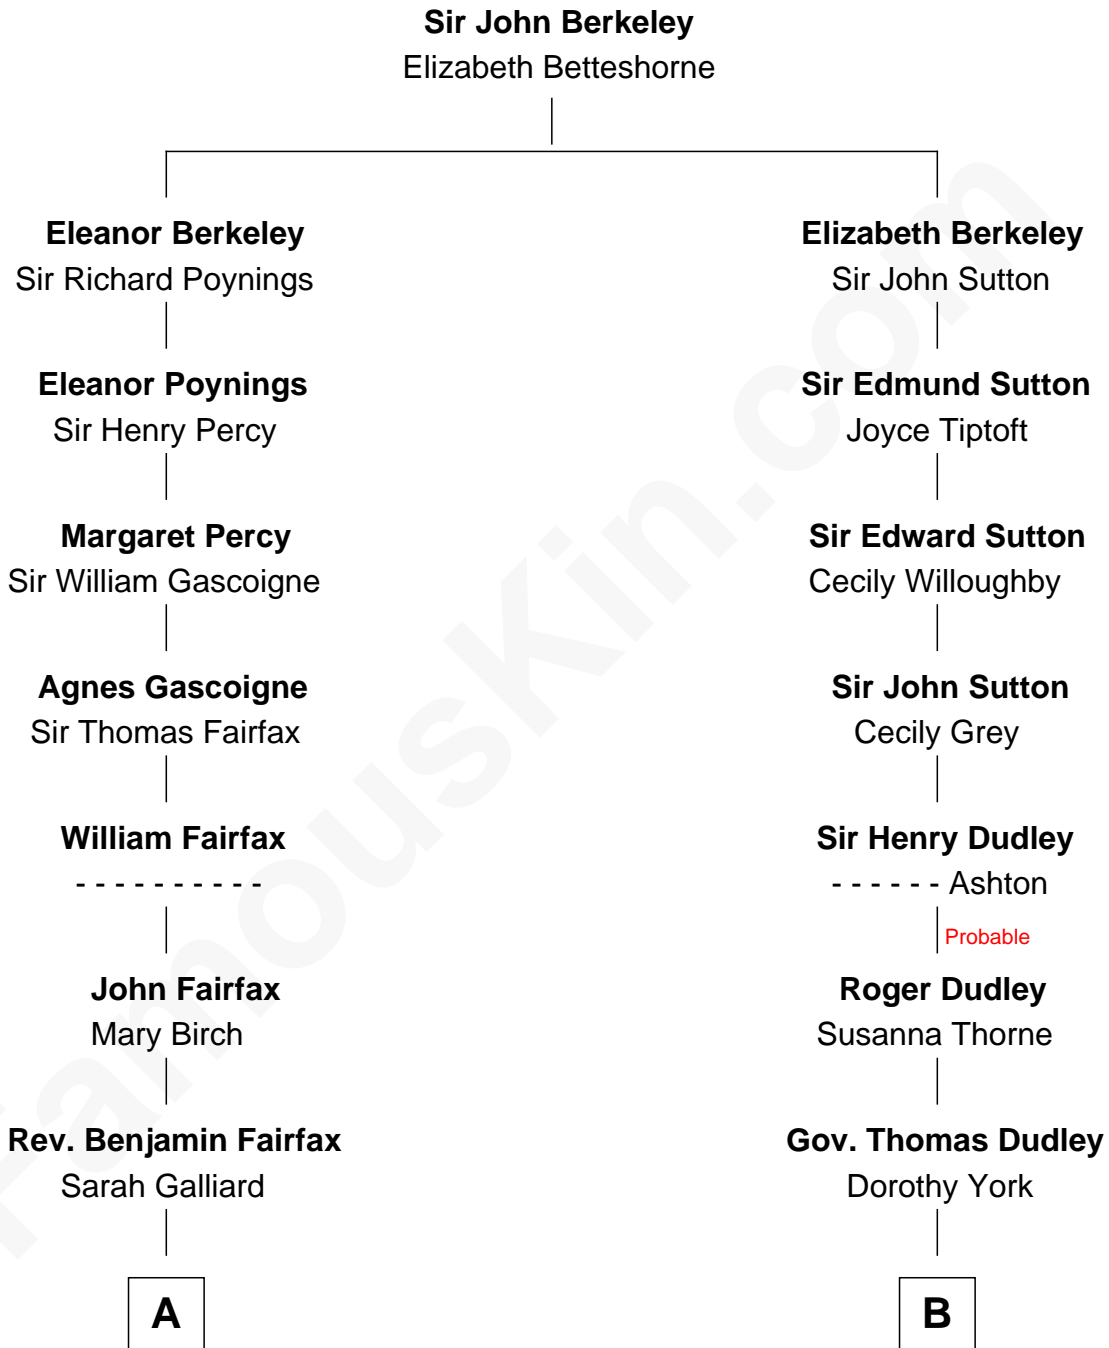 Sir John Berkeley
Elizabeth Betteshorne
Eleanor Berkeley
Sir Richard Poynings
Elizabeth Berkeley
Sir John Sutton
Eleanor Poynings
Sir Henry Percy
Sir Edmund Sutton
Joyce Tiptoft
Margaret Percy
Sir William Gascoigne
Sir Edward Sutton
Cecily Willoughby
Agnes Gascoigne
Sir Thomas Fairfax
Sir John Sutton
Cecily Grey
William Fairfax
- - - - - - - - - -
Sir Henry Dudley
- - - - - - Ashton
Probable
John Fairfax
Mary Birch
Roger Dudley
Susanna Thorne
Rev. Benjamin Fairfax
Sarah Galliard
Gov. Thomas Dudley
Dorothy York
A
B
FamousKin.com